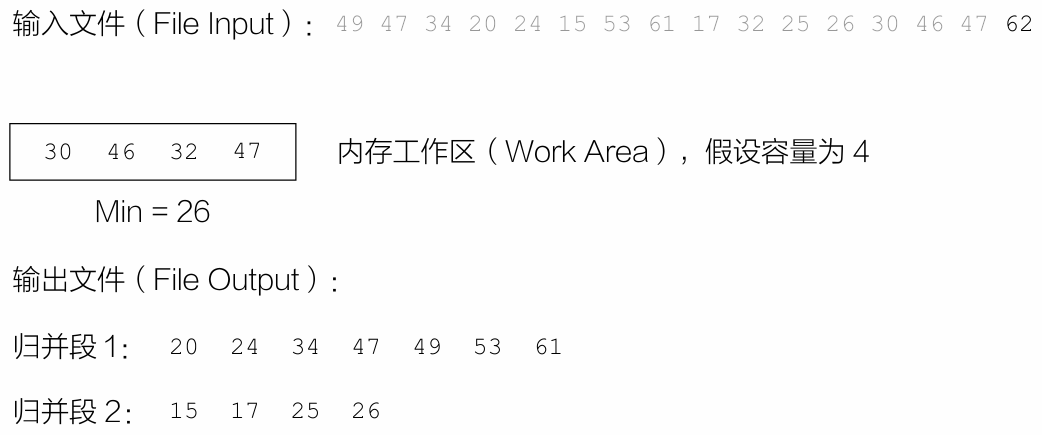 输入文件（File Input）： 49 47 34 20 24 15 53 61 17 32 25 26 30 46 47 62
30 46 32 47
内存工作区（Work Area），假设容量为 4
Min = 26
输出文件（File Output）：
归并段 1： 20 24 34 47 49 53 61
归并段 2： 15 17 25 26